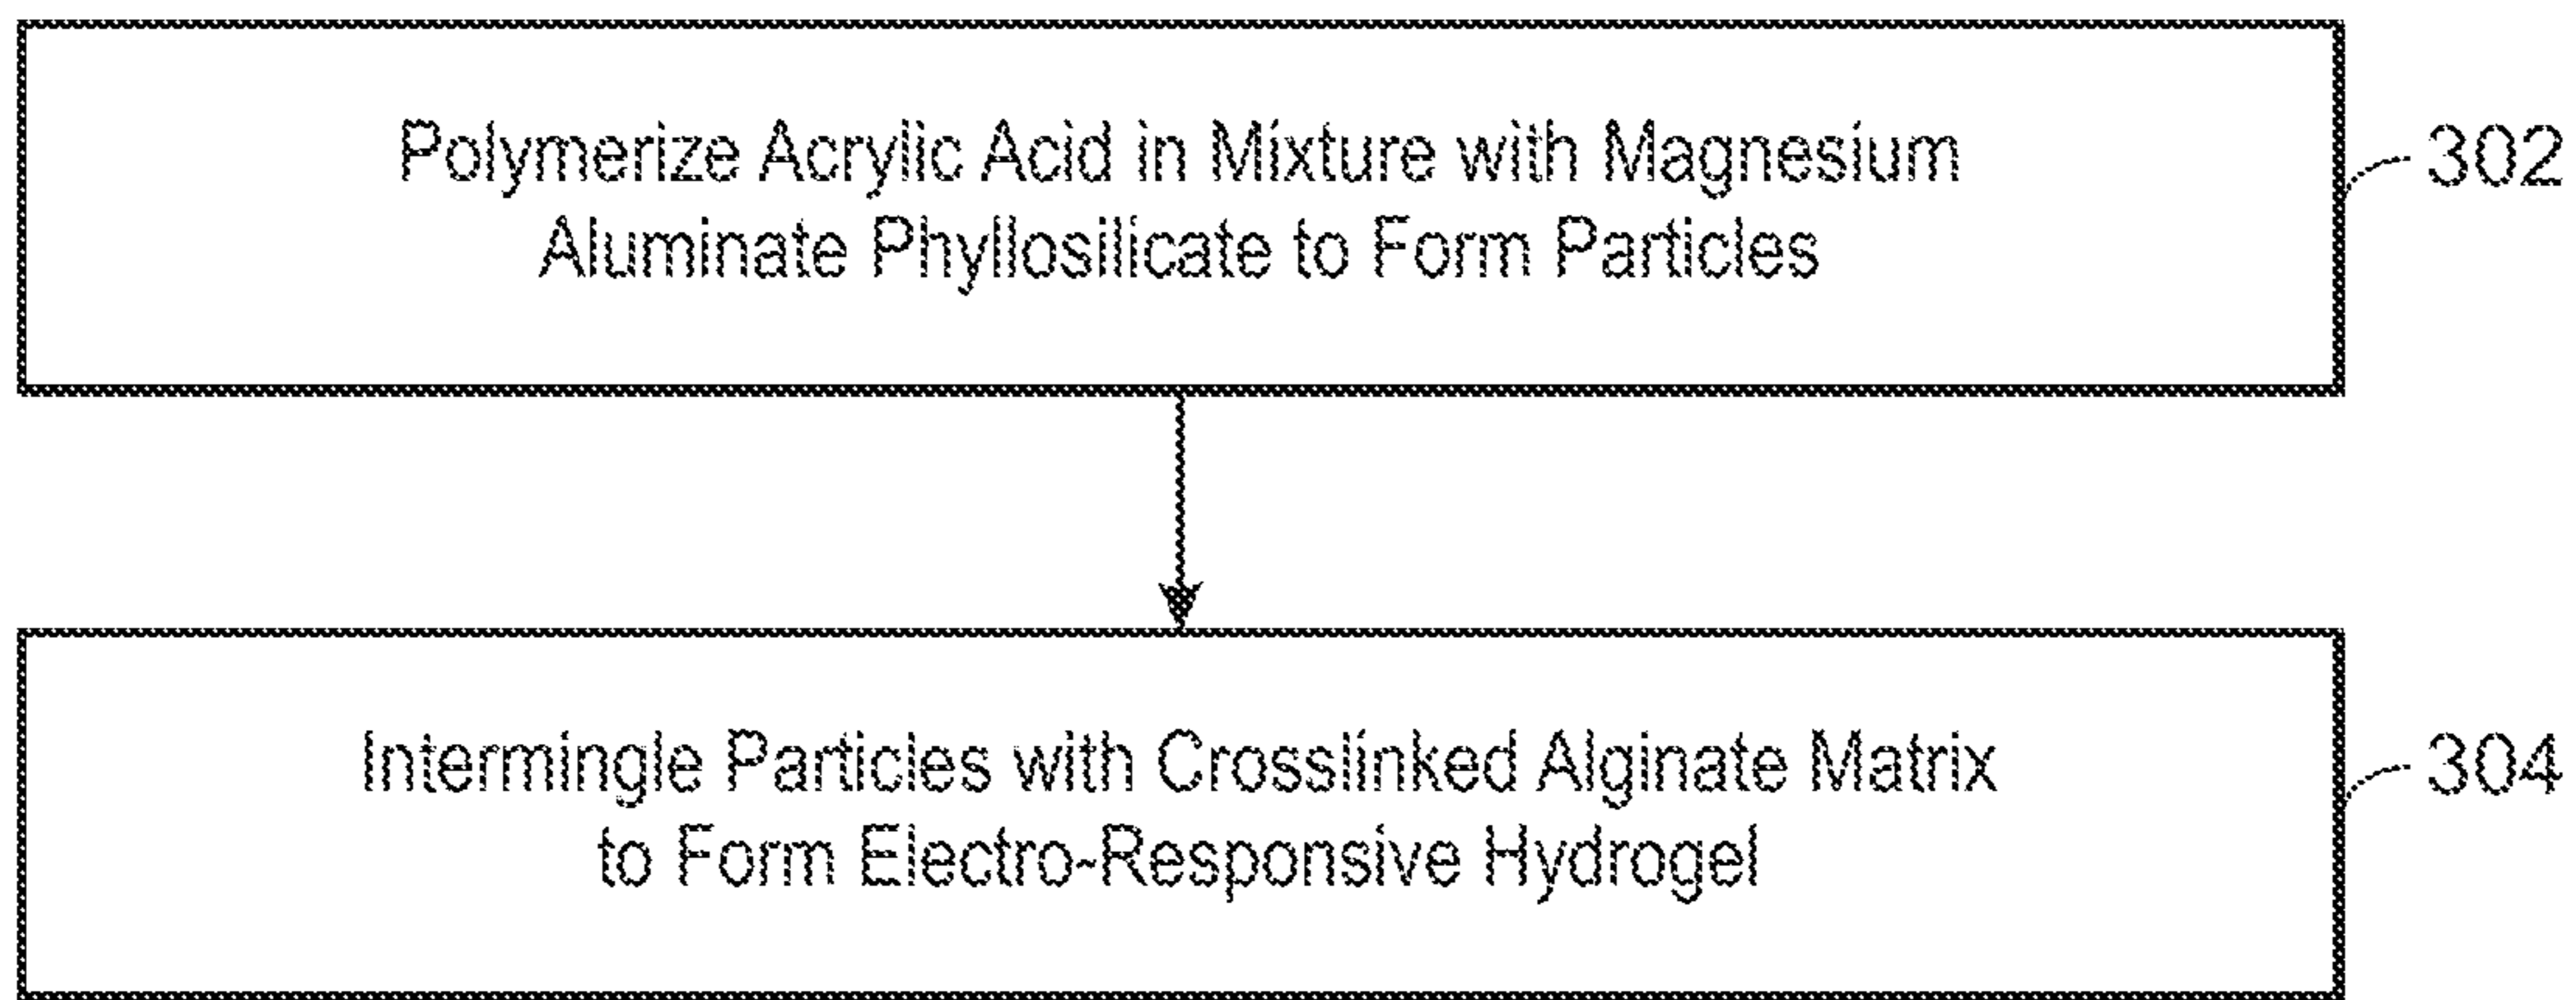 Polymerize Acrylic Acid in Mixture with Magnesium
Aluminate Phyllosilicate to Form Particles
302
Intermingle Particles with Crosslinked Alginate Matrix
to Form Electro-Responsive Hydrogel
304